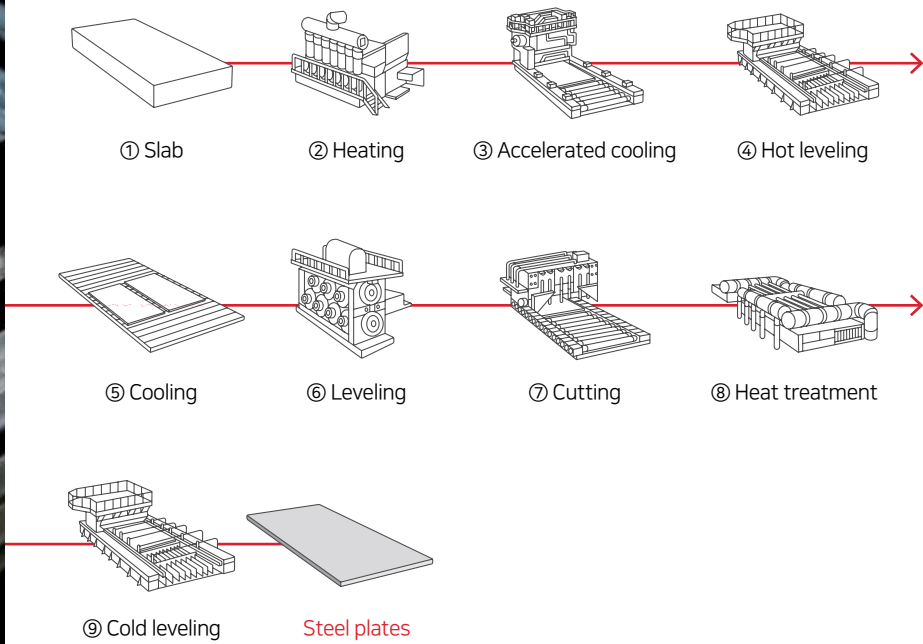 ① Slab
② Heating
③ Accelerated cooling
④ Hot leveling
⑤ Cooling
⑥ Leveling
⑦ Cutting
⑧ Heat treatment
⑨ Cold leveling
Steel plates